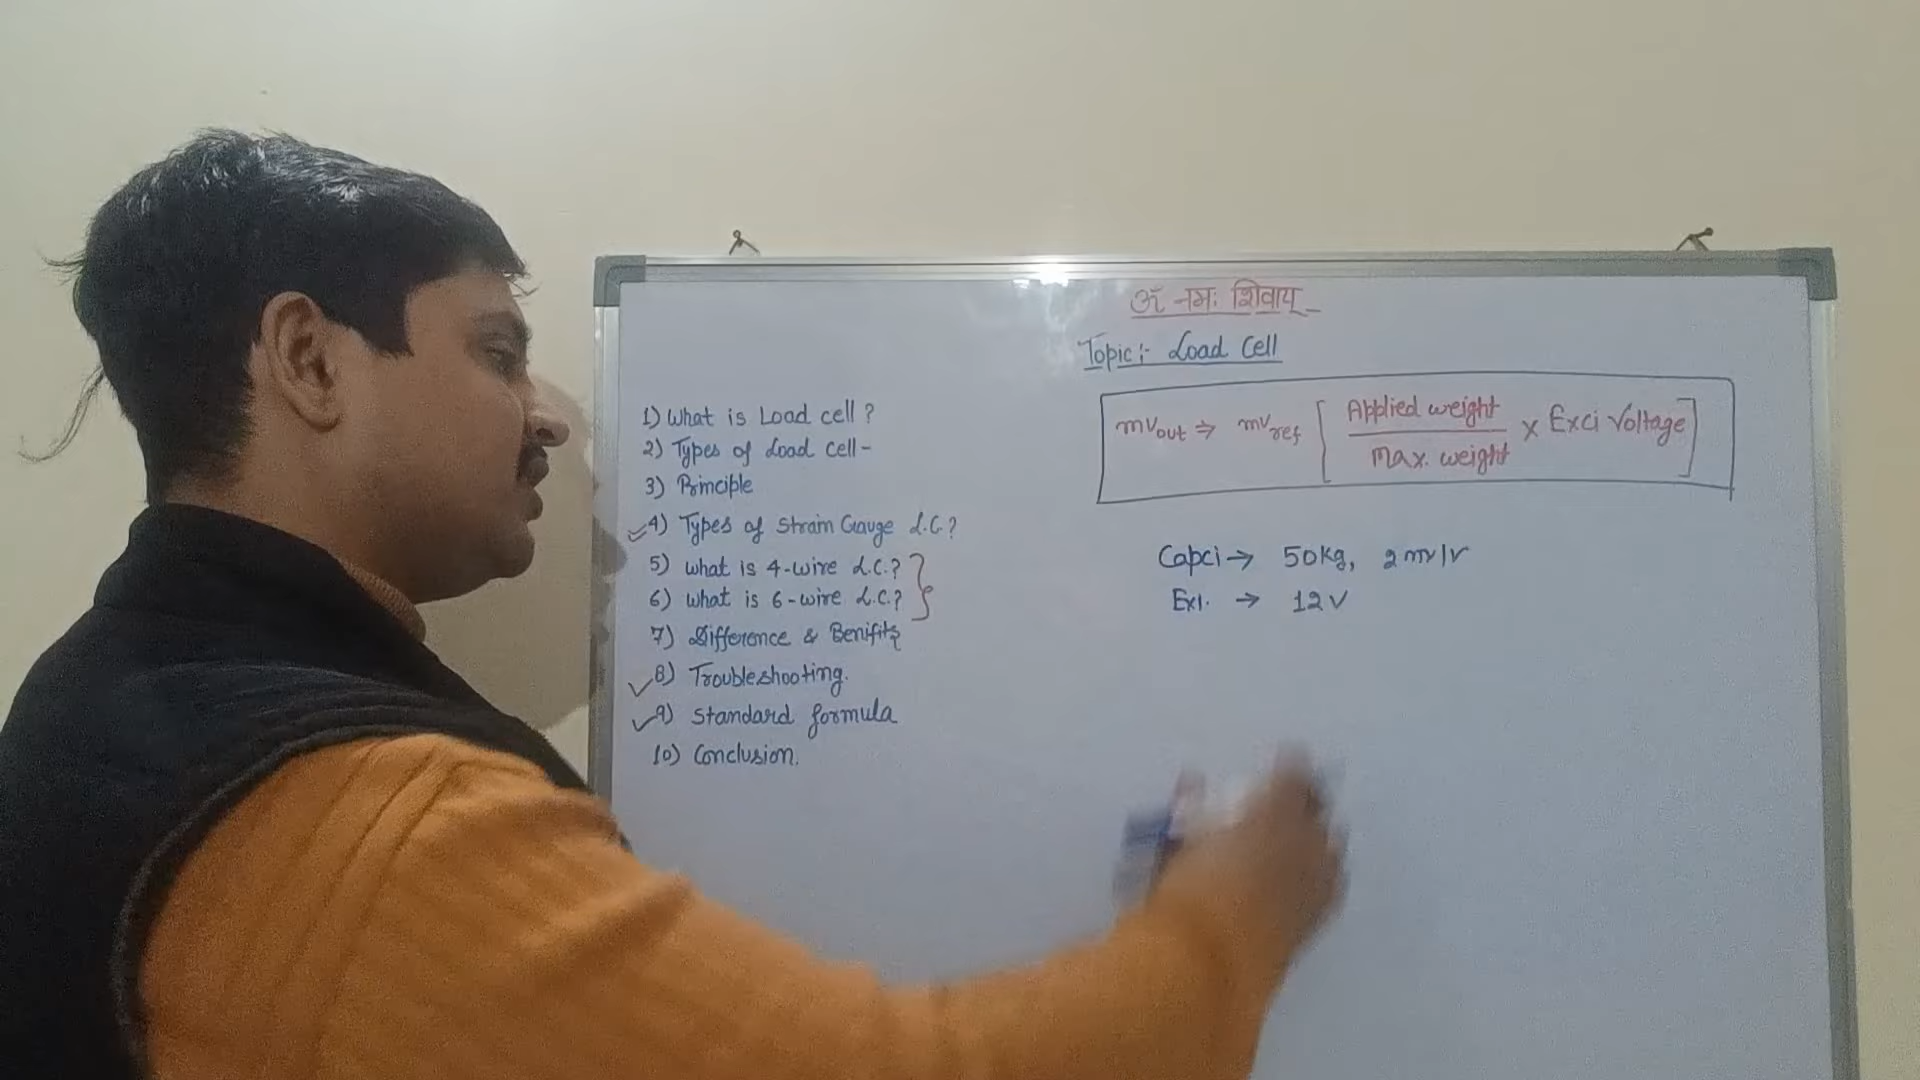 ॐ नमः शिवाय
Topic:- Load Cell
1) What is Load cell?
2) Types of Load cell-
3) Principle
4) Types of Strain Gauge L.C.?
5) what is 4-wire L.C.?
6) what is 6-wire L.C.?
7) Difference & Benifits
8) Troubleshooting.
9) Standard formula
10) Conclusion.
mVout ⇒ mVref [ Applied weight / max. weight × Exci Voltage ]
Capci → 50kg, 2mv/v
Exi. → 12V